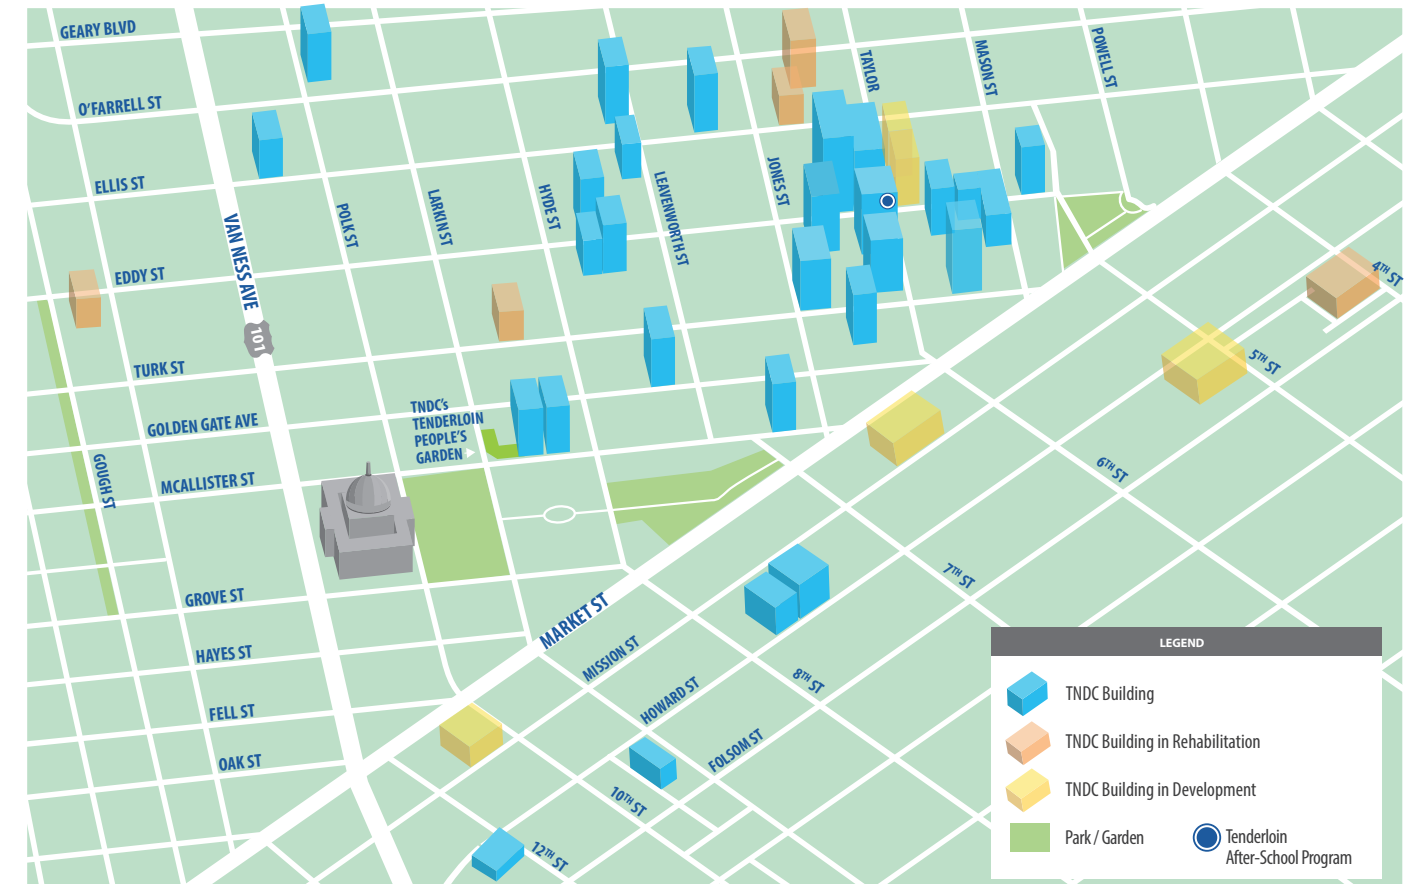 GEARY BLVD
O'FARRELL ST
ELLIS ST
EDDY ST
TURK ST
GOLDEN GATE AVE
MCALLISTER ST
GROVE ST
HAYES ST
FELL ST
OAK ST
GOUGH ST
VAN NESS AVE
101
POLK ST
LARKIN ST
HYDE ST
LEAVENWORTH ST
JONES ST
TAYLOR
MASON ST
POWELL ST
TNDC's
TENDERLOIN
PEOPLE'S
GARDEN
MARKET ST
MISSION ST
HOWARD ST
FOLSOM ST
4TH ST
5TH ST
6TH ST
7TH ST
8TH ST
10TH ST
12TH ST
LEGEND
TNDC Building
TNDC Building in Rehabilitation
TNDC Building in Development
Park / Garden
Tenderloin
After-School Program